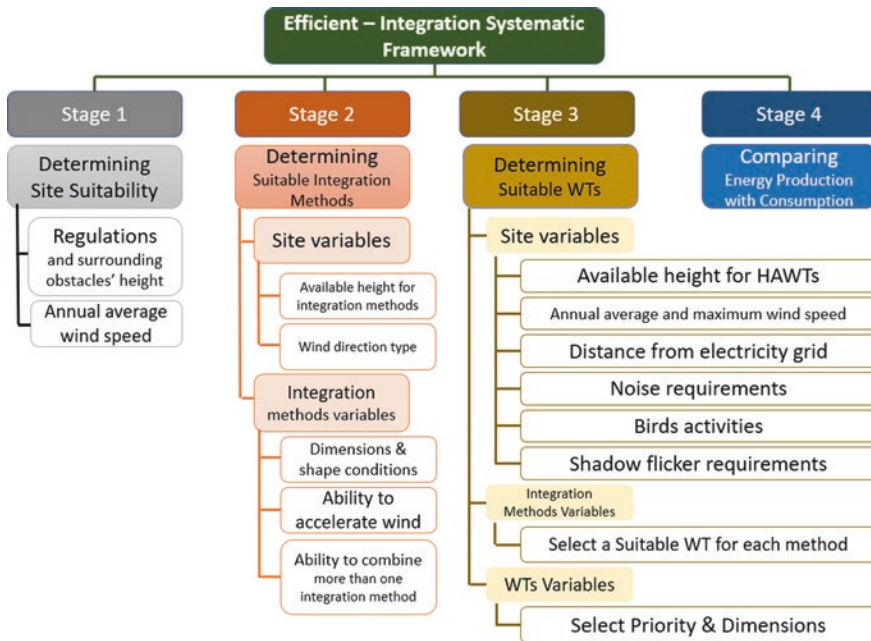 Efficient – Integration Systematic
Framework
Stage 1
Determining
Site Suitability
Regulations
and surrounding
obstacles' height
Annual average
wind speed
Stage 2
Determining
Suitable Integration
Methods
Site variables
Available height for
integration methods
Wind direction type
Integration
methods variables
Dimensions &
shape conditions
Ability to
accelerate wind
Ability to combine
more than one
integration method
Stage 3
Determining
Suitable WTs
Site variables
Available height for HAWTs
Annual average and maximum wind speed
Distance from electricity grid
Noise requirements
Birds activities
Shadow flicker requirements
Integration
Methods Variables
Select a Suitable WT for each method
WTs Variables
Select Priority & Dimensions
Stage 4
Comparing
Energy Production
with Consumption